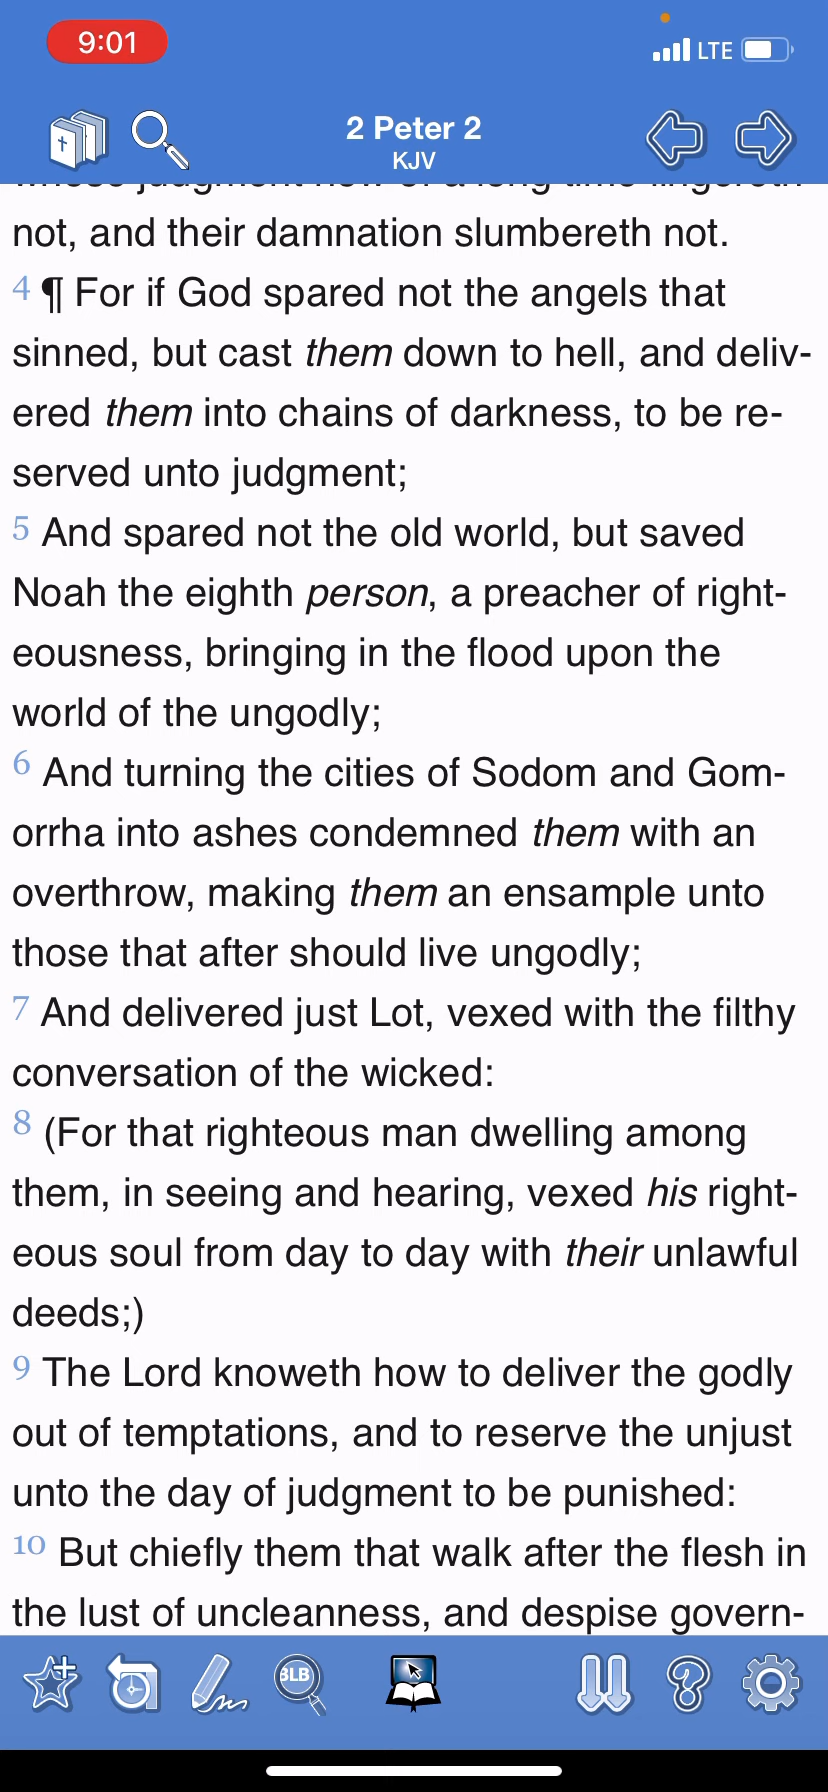 9:01
LTE
2 Peter 2
KJV
not, and their damnation slumbereth not.
4 ¶ For if God spared not the angels that
sinned, but cast them down to hell, and deliv-
ered them into chains of darkness, to be re-
served unto judgment;
5 And spared not the old world, but saved
Noah the eighth person, a preacher of right-
eousness, bringing in the flood upon the
world of the ungodly;
6 And turning the cities of Sodom and Gom-
orrha into ashes condemned them with an
overthrow, making them an ensample unto
those that after should live ungodly;
7 And delivered just Lot, vexed with the filthy
conversation of the wicked:
8 (For that righteous man dwelling among
them, in seeing and hearing, vexed his right-
eous soul from day to day with their unlawful
deeds;)
9 The Lord knoweth how to deliver the godly
out of temptations, and to reserve the unjust
unto the day of judgment to be punished:
10 But chiefly them that walk after the flesh in
the lust of uncleanness, and despise govern-
BLB